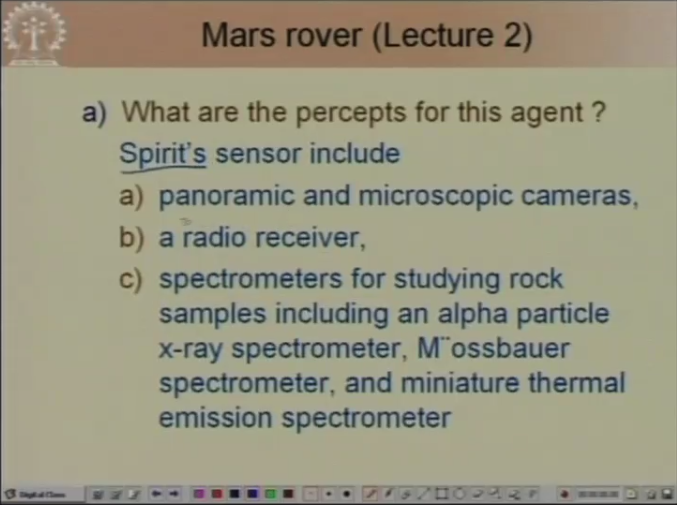 Mars rover (Lecture 2)
a) What are the percepts for this agent ?
Spirit's sensor include
a) panoramic and microscopic cameras,
b) a radio receiver,
c) spectrometers for studying rock
samples including an alpha particle
x-ray spectrometer, M¨ossbauer
spectrometer, and miniature thermal
emission spectrometer
Digital Class